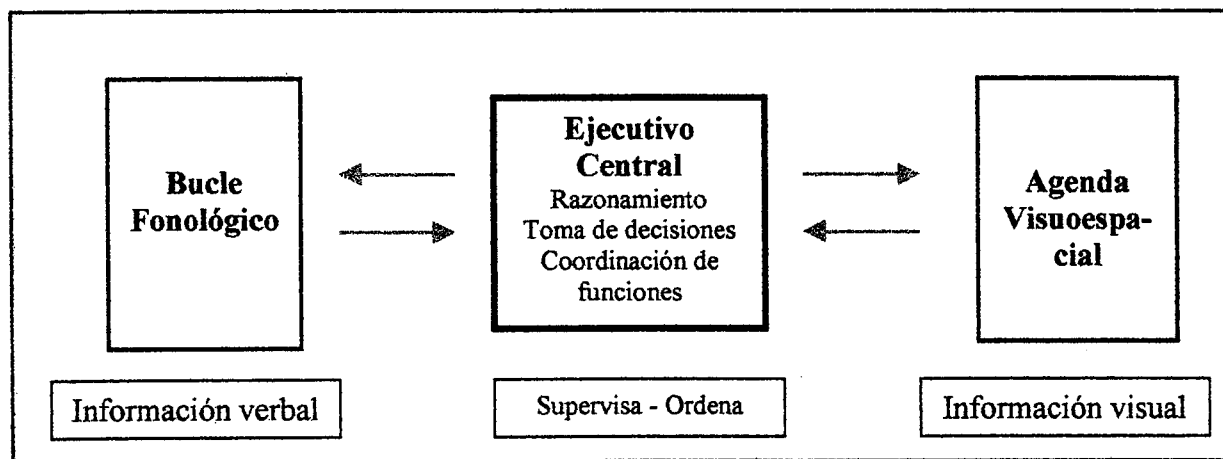 Bucle
Fonológico
Ejecutivo
Central
Razonamiento
Toma de decisiones
Coordinación de
funciones
Agenda
Visuoespa-
cial
Información verbal
Supervisa - Ordena
Información visual